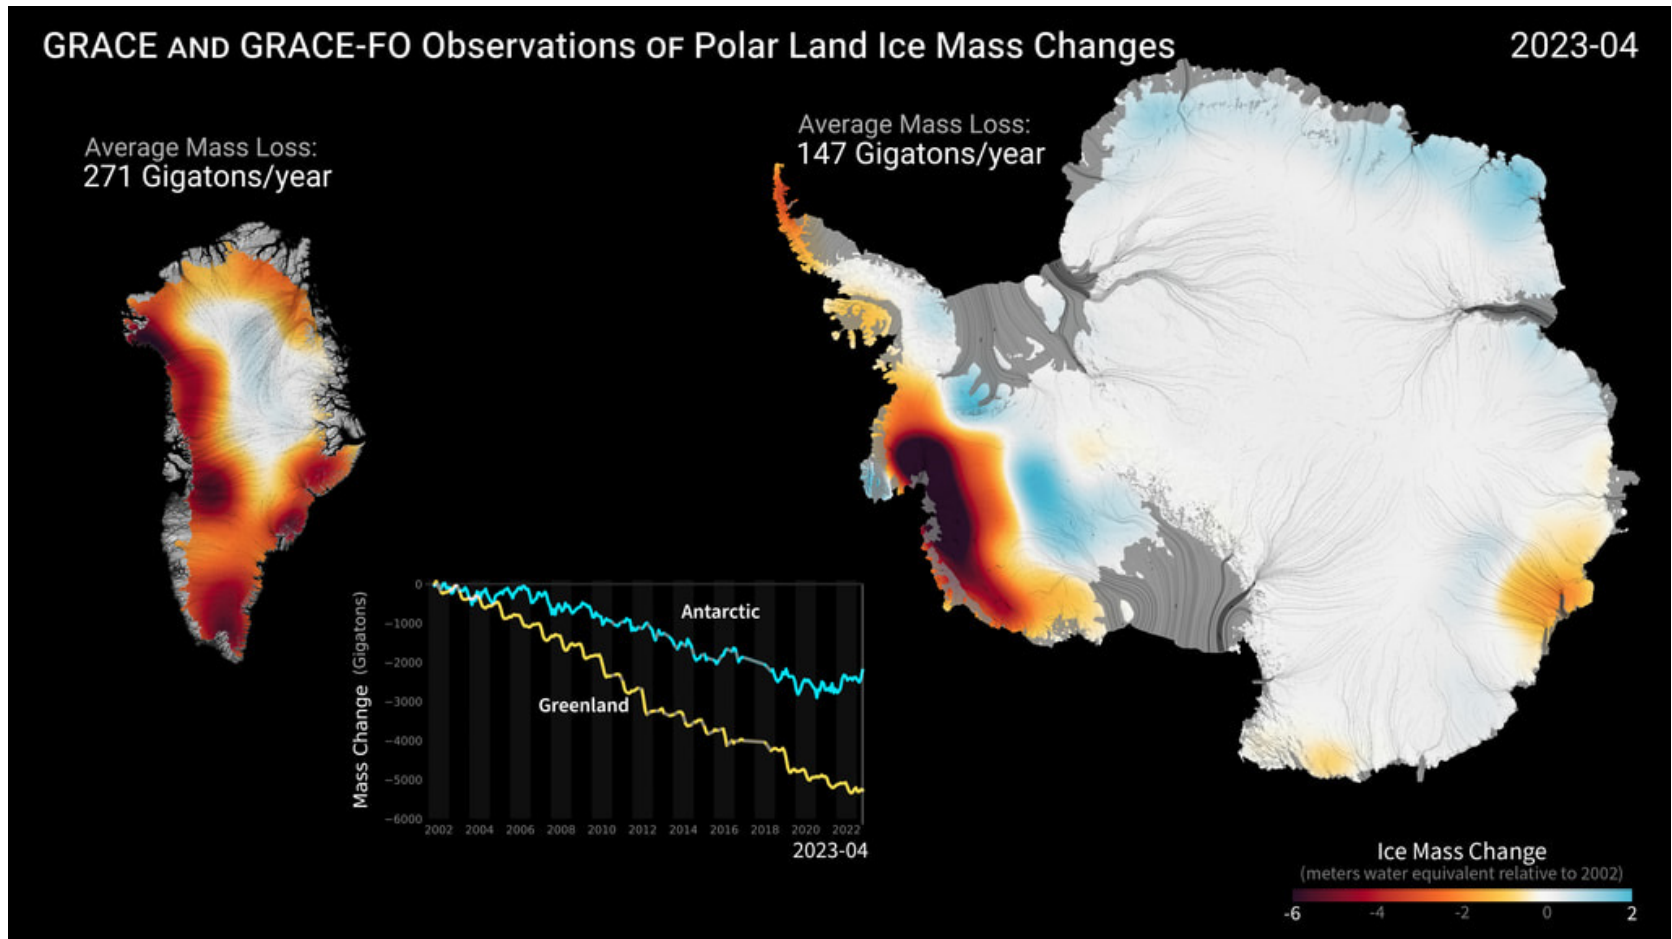 GRACE AND GRACE-FO Observations OF Polar Land Ice Mass Changes
2023-04
Average Mass Loss:
271 Gigatons/year
Average Mass Loss:
147 Gigatons/year
Mass Change (Gigatons)
0
−1000
−2000
−3000
−4000
−5000
−6000
Antarctic
Greenland
2002 2004 2006 2008 2010 2012 2014 2016 2018 2020 2022
2023-04
Ice Mass Change
(meters water equivalent relative to 2002)
-6 -4 -2 0 2